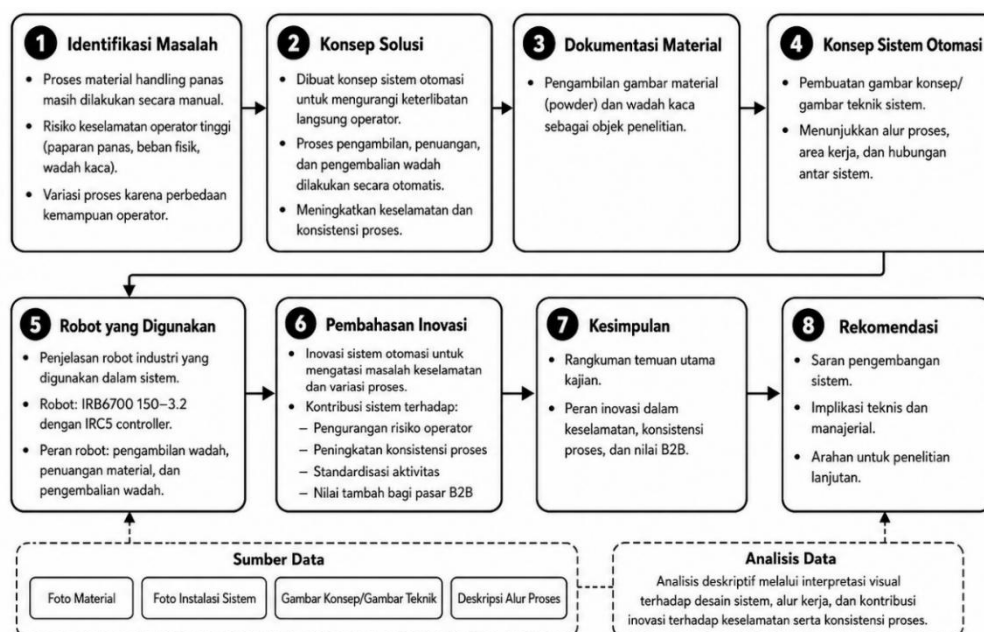 1 Identifikasi Masalah
• Proses material handling panas
masih dilakukan secara manual.
• Risiko keselamatan operator tinggi
(paparan panas, beban fisik,
wadah kaca).
• Variasi proses karena perbedaan
kemampuan operator.
2 Konsep Solusi
• Dibuat konsep sistem otomasi
untuk mengurangi keterlibatan
langsung operator.
• Proses pengambilan, penuangan,
dan pengembalian wadah
dilakukan secara otomatis.
• Meningkatkan keselamatan dan
konsistensi proses.
3 Dokumentasi Material
• Pengambilan gambar material
(powder) dan wadah kaca
sebagai objek penelitian.
4 Konsep Sistem Otomasi
• Pembuatan gambar konsep/
gambar teknik sistem.
• Menunjukkan alur proses,
area kerja, dan hubungan
antar sistem.
5 Robot yang Digunakan
• Penjelasan robot industri yang
digunakan dalam sistem.
• Robot: IRB6700 150–3.2
dengan IRC5 controller.
• Peran robot: pengambilan wadah,
penuangan material, dan
pengembalian wadah.
6 Pembahasan Inovasi
• Inovasi sistem otomasi untuk
mengatasi masalah keselamatan
dan variasi proses.
• Kontribusi sistem terhadap:
– Pengurangan risiko operator
– Peningkatan konsistensi proses
– Standardisasi aktivitas
– Nilai tambah bagi pasar B2B
7 Kesimpulan
• Rangkuman temuan utama
kajian.
• Peran inovasi dalam
keselamatan, konsistensi
proses, dan nilai B2B.
8 Rekomendasi
• Saran pengembangan
sistem.
• Implikasi teknis dan
manajerial.
• Arahan untuk penelitian
lanjutan.
Sumber Data
Foto Material
Foto Instalasi Sistem
Gambar Konsep/Gambar Teknik
Deskripsi Alur Proses
Analisis Data
Analisis deskriptif melalui interpretasi visual
terhadap desain sistem, alur kerja, dan kontribusi
inovasi terhadap keselamatan serta konsistensi proses.